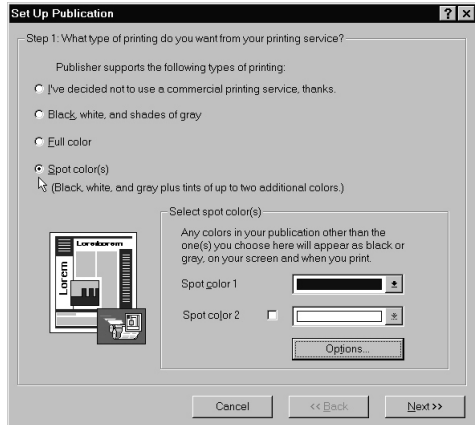 Set Up Publication
Step 1: What type of printing do you want from your printing service?
Publisher supports the following types of printing:
I've decided not to use a commercial printing service, thanks.
Black, white, and shades of gray
Full color
Spot color(s)
(Black, white, and gray plus tints of up to two additional colors.)
Select spot color(s)
Any colors in your publication other than the
one(s) you choose here will appear as black or
gray, on your screen and when you print.
Loremlorem
Lorem
Spot color 1
Spot color 2
Options...
Cancel
<< Back
Next >>